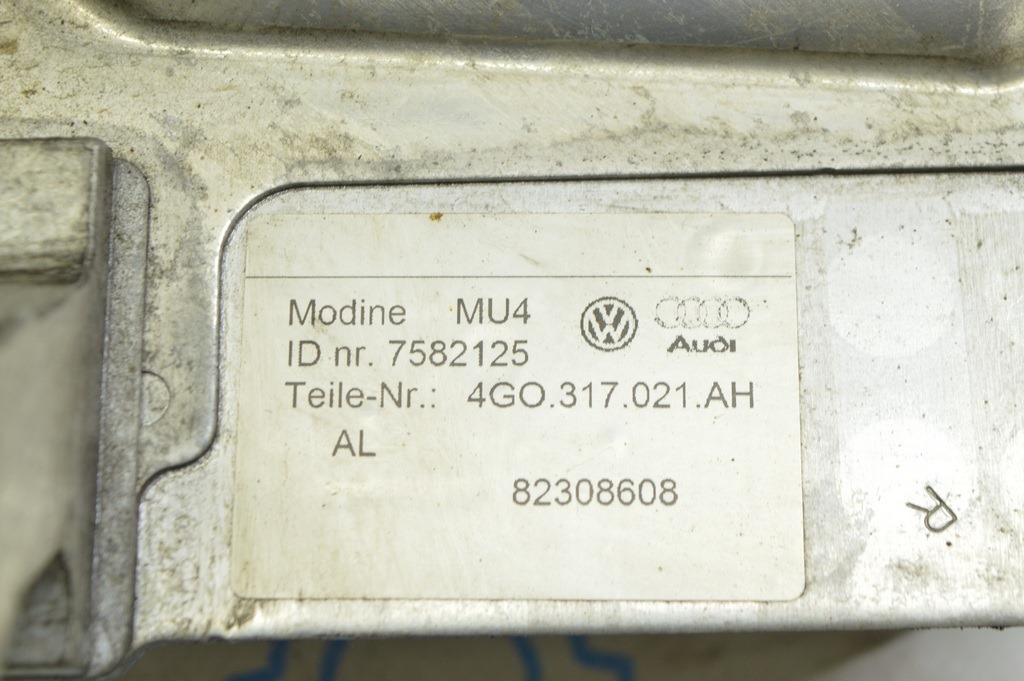 Modine MU4
ID nr. 7582125
Audi
Teile-Nr.: 4GO.317.021.AH
AL
82308608
R